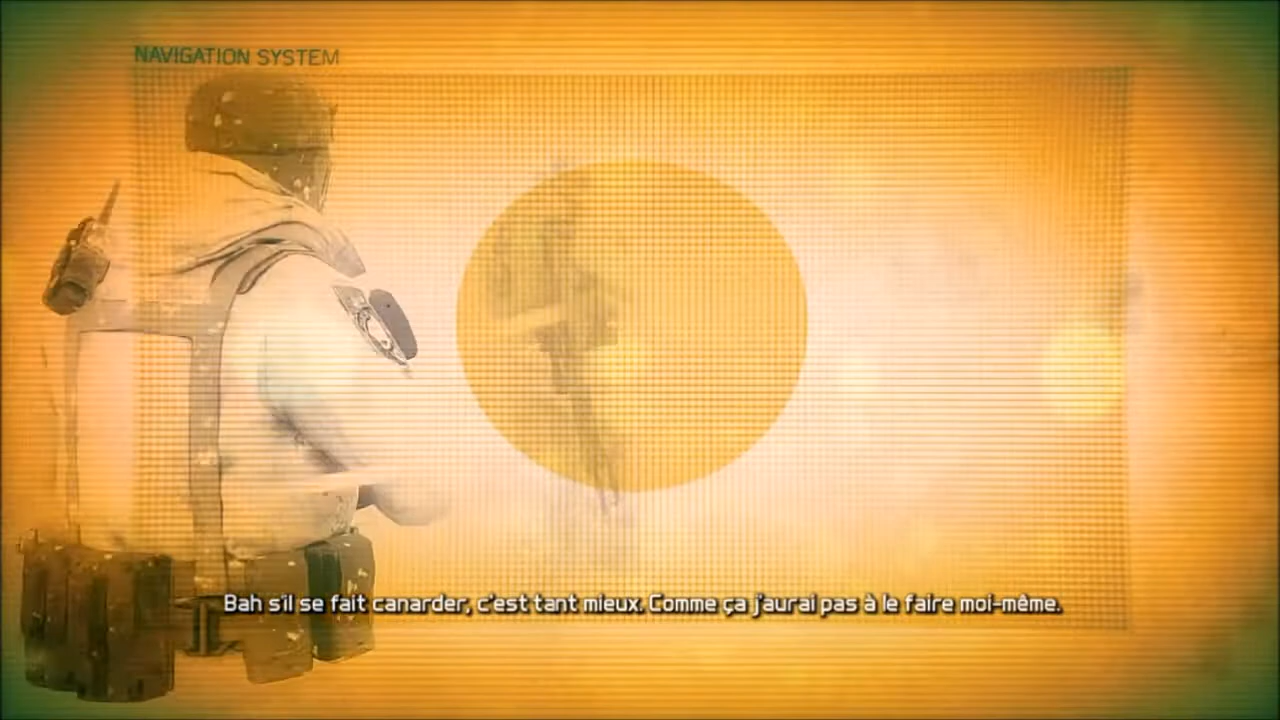 NAVIGATION SYSTEM
Bah s'il se fait canarder, c'est tant mieux. Comme ça j'aurai pas à le faire moi-même.